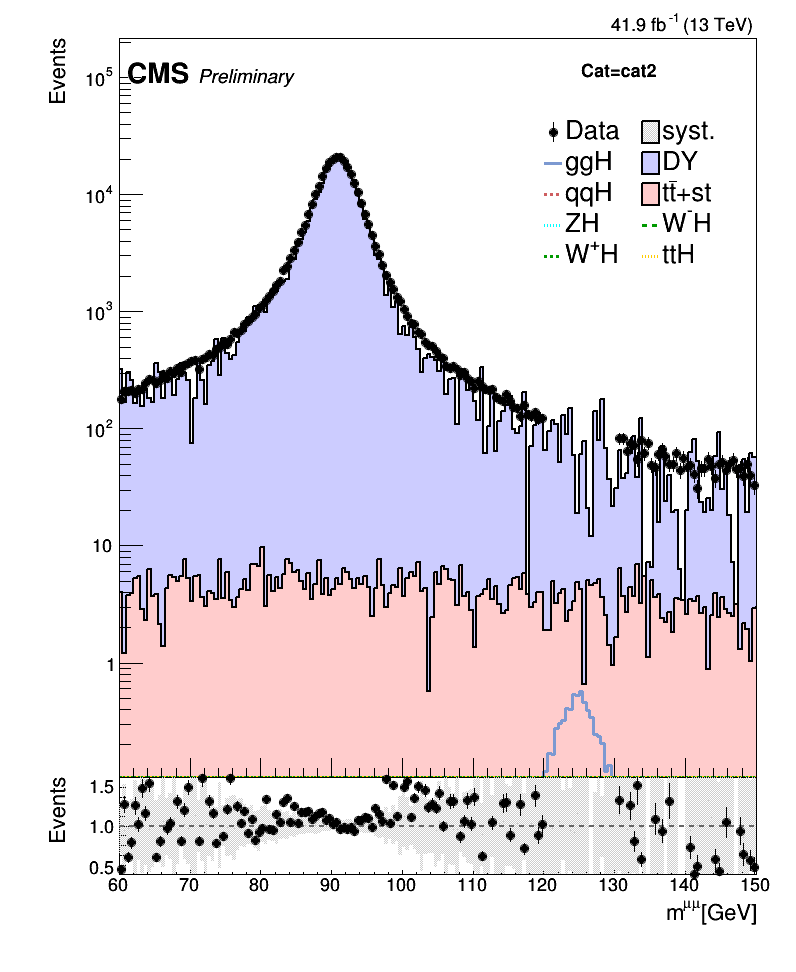 41.9 fb⁻¹ (13 TeV)
Events
CMS Preliminary
Cat=cat2
Data syst.
ggH DY
qqH tt̄+st
ZH W⁻H
W⁺H ttH
10⁵
10⁴
10³
10²
10
1
Events
1.5
1.0
0.5
60 70 80 90 100 110 120 130 140 150
m^μμ[GeV]